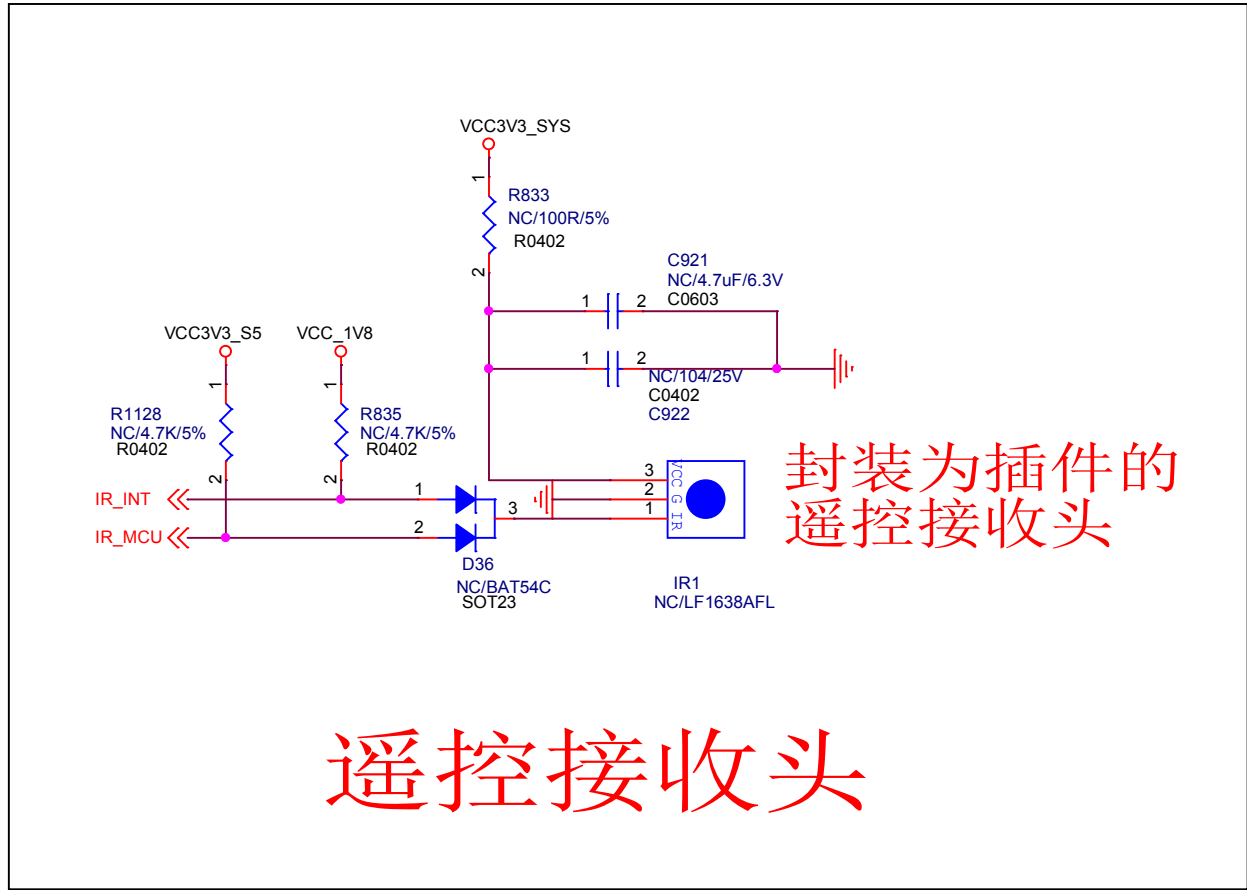 VCC3V3_SYS
1
R833
NC/100R/5%
R0402
2
C921
NC/4.7uF/6.3V
C0603
1
2
VCC3V3_S5
VCC_1V8
1
2
NC/104/25V
C0402
C922
1
1
R1128
NC/4.7K/5%
R0402
R835
NC/4.7K/5%
R0402
2
2
IR_INT
IR_MCU
1
2
3
D36
NC/BAT54C
SOT23
3
2
1
VCC
G
IR
IR1
NC/LF1638AFL
封装为插件的
遥控接收头
遥控接收头